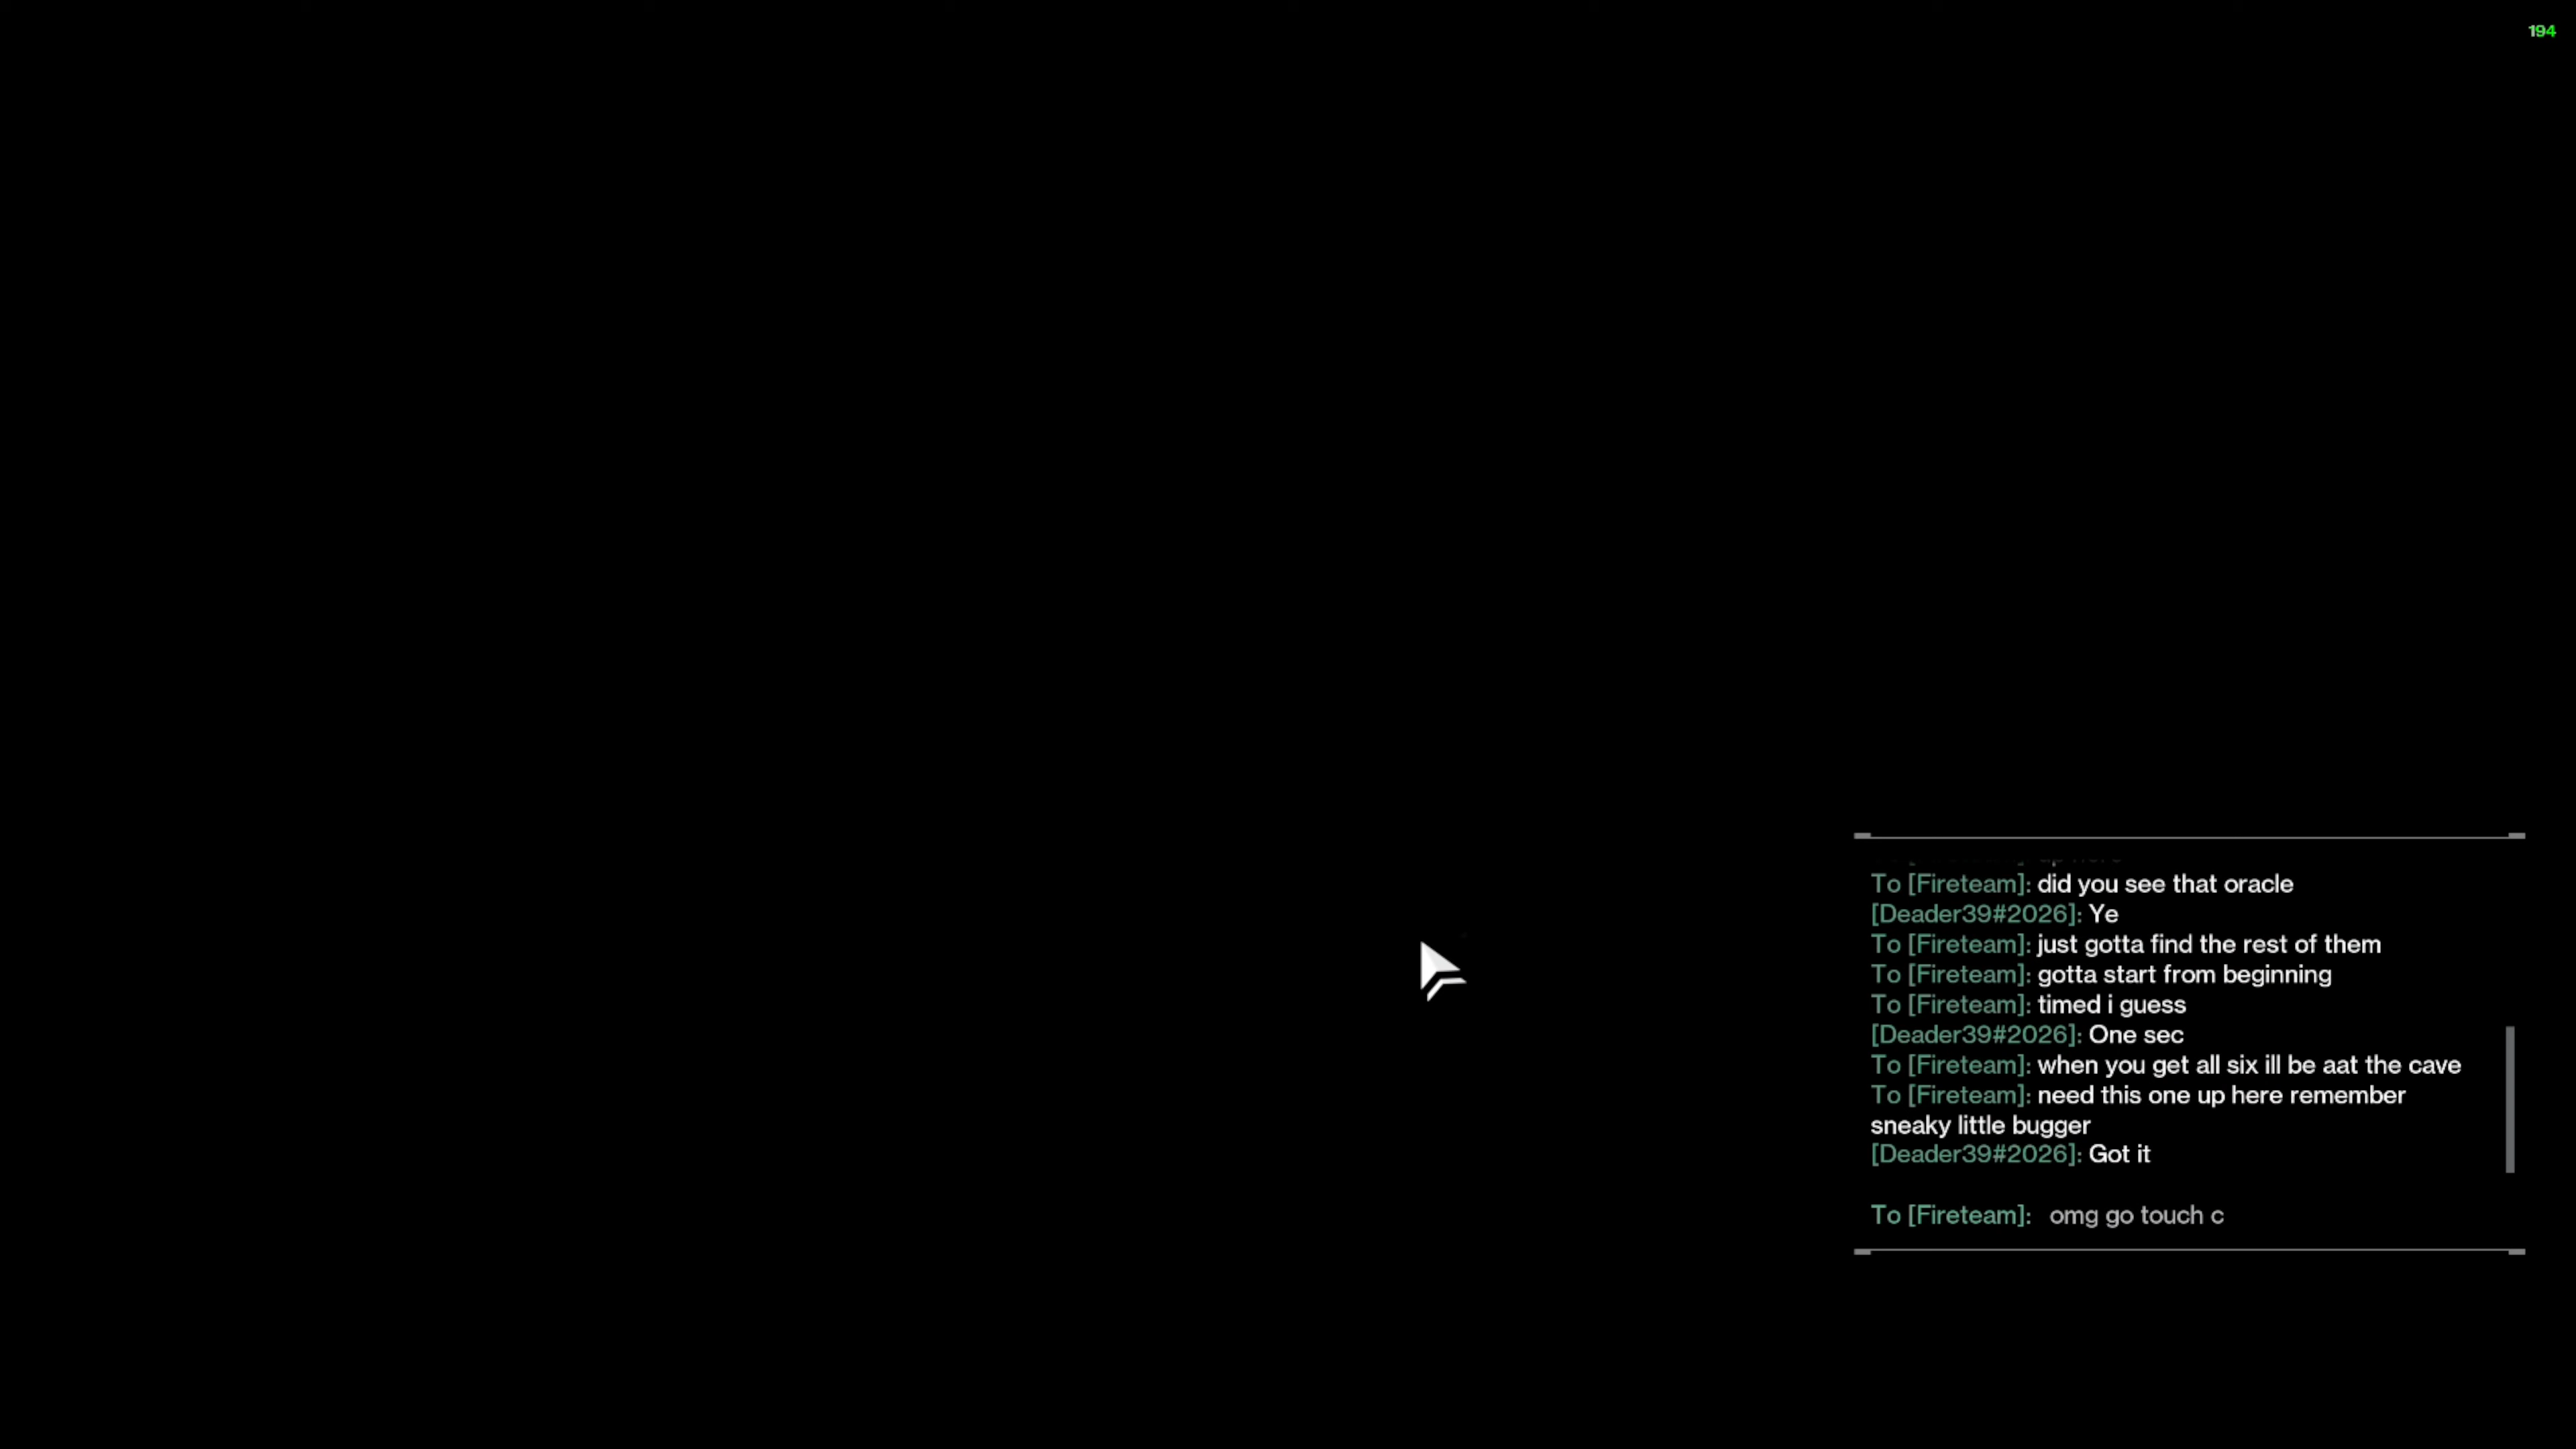 194
To [Fireteam]: did you see that oracle
[Deader39#2026]: Ye
To [Fireteam]: just gotta find the rest of them
To [Fireteam]: gotta start from beginning
To [Fireteam]: timed i guess
[Deader39#2026]: One sec
To [Fireteam]: when you get all six ill be aat the cave
To [Fireteam]: need this one up here remember
sneaky little bugger
[Deader39#2026]: Got it
To [Fireteam]: omg go touch c